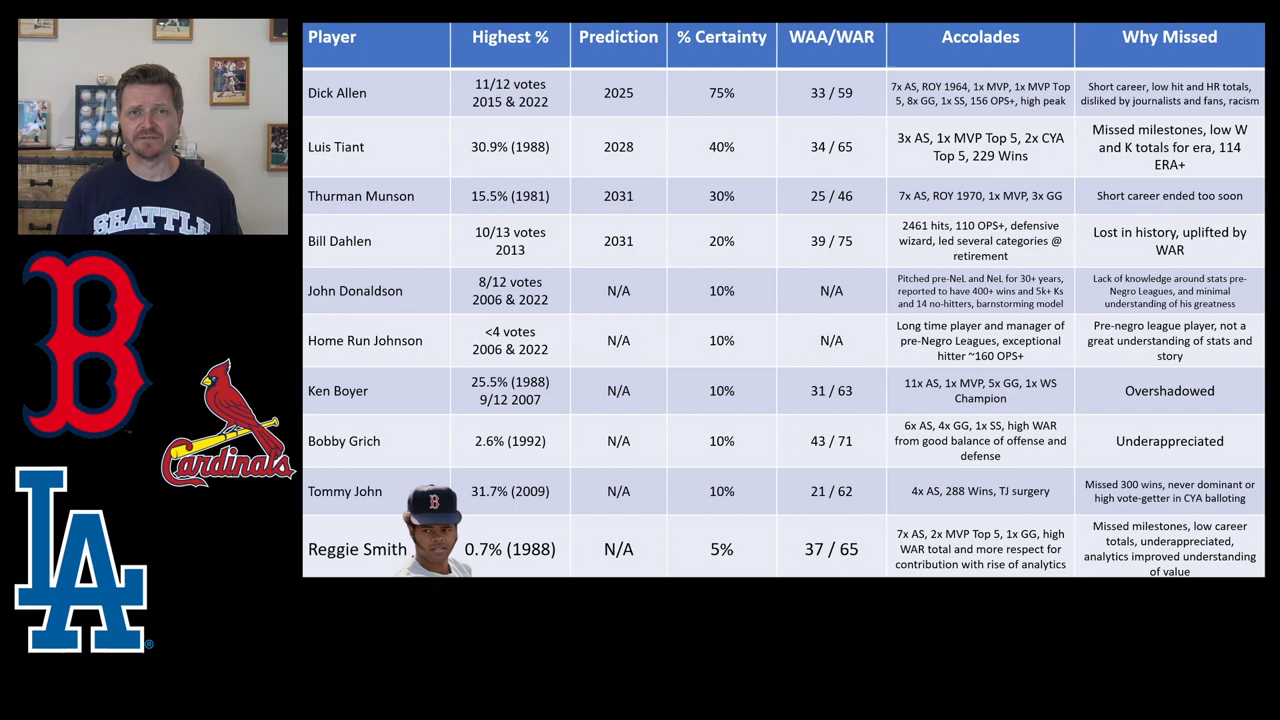 Player Highest % Prediction % Certainty WAA/WAR Accolades Why Missed
Dick Allen
11/12 votes
2015 & 2022
2025
75%
33 / 59
7x AS, ROY 1964, 1x MVP, 1x MVP Top
5, 8x GG, 1x SS, 156 OPS+, high peak
Short career, low hit and HR totals,
disliked by journalists and fans, racism
Luis Tiant
30.9% (1988)
2028
40%
34 / 65
3x AS, 1x MVP Top 5, 2x CYA
Top 5, 229 Wins
Missed milestones, low W
and K totals for era, 114
ERA+
Thurman Munson
15.5% (1981)
2031
30%
25 / 46
7x AS, ROY 1970, 1x MVP, 3x GG
Short career ended too soon
Bill Dahlen
10/13 votes
2013
2031
20%
39 / 75
2461 hits, 110 OPS+, defensive
wizard, led several categories @
retirement
Lost in history, uplifted by
WAR
John Donaldson
8/12 votes
2006 & 2022
N/A
10%
N/A
Pitched pre-NeL and NeL for 30+ years,
reported to have 400+ wins and 5k+ Ks
and 14 no-hitters, barnstorming model
Lack of knowledge around stats pre-
Negro Leagues, and minimal
understanding of his greatness
Home Run Johnson
<4 votes
2006 & 2022
N/A
10%
N/A
Long time player and manager of
pre-Negro Leagues, exceptional
hitter ~160 OPS+
Pre-negro league player, not a
great understanding of stats and
story
Ken Boyer
25.5% (1988)
9/12 2007
N/A
10%
31 / 63
11x AS, 1x MVP, 5x GG, 1x WS
Champion
Overshadowed
Bobby Grich
2.6% (1992)
N/A
10%
43 / 71
6x AS, 4x GG, 1x SS, high WAR
from good balance of offense and
defense
Underappreciated
Tommy John
31.7% (2009)
N/A
10%
21 / 62
4x AS, 288 Wins, TJ surgery
Missed 300 wins, never dominant or
high vote-getter in CYA balloting
Reggie Smith
0.7% (1988)
N/A
5%
37 / 65
7x AS, 2x MVP Top 5, 1x GG, high
WAR total and more respect for
contribution with rise of analytics
Missed milestones, low career
totals, underappreciated,
analytics improved understanding
of value
SEATTLE
B
Cardinals
LA
B